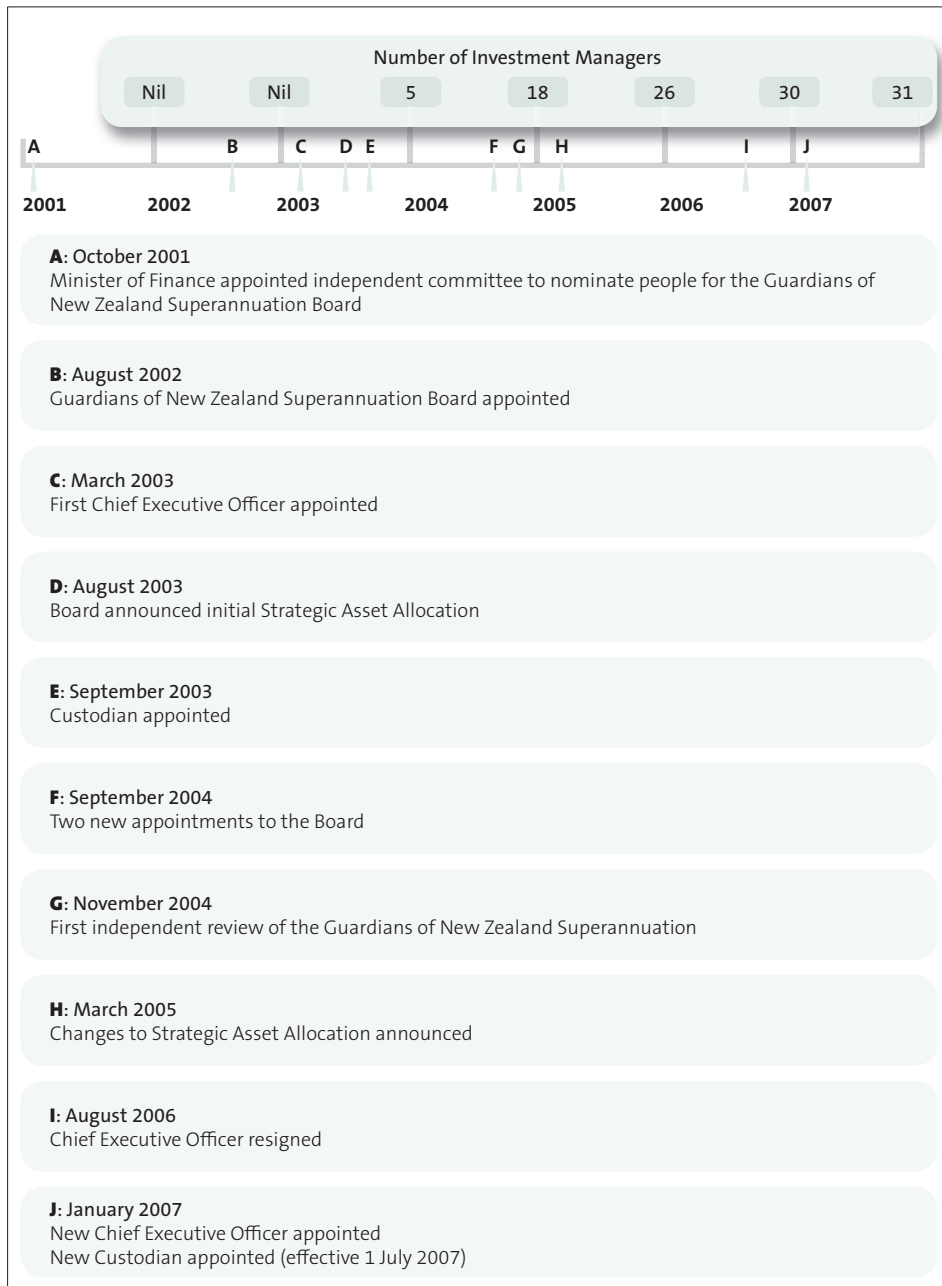 Number of Investment Managers
Nil Nil 5 18 26 30 31
A B C D E F G H I J
2001 2002 2003 2004 2005 2006 2007
A: October 2001
Minister of Finance appointed independent committee to nominate people for the Guardians of
New Zealand Superannuation Board
B: August 2002
Guardians of New Zealand Superannuation Board appointed
C: March 2003
First Chief Executive Officer appointed
D: August 2003
Board announced initial Strategic Asset Allocation
E: September 2003
Custodian appointed
F: September 2004
Two new appointments to the Board
G: November 2004
First independent review of the Guardians of New Zealand Superannuation
H: March 2005
Changes to Strategic Asset Allocation announced
I: August 2006
Chief Executive Officer resigned
J: January 2007
New Chief Executive Officer appointed
New Custodian appointed (effective 1 July 2007)